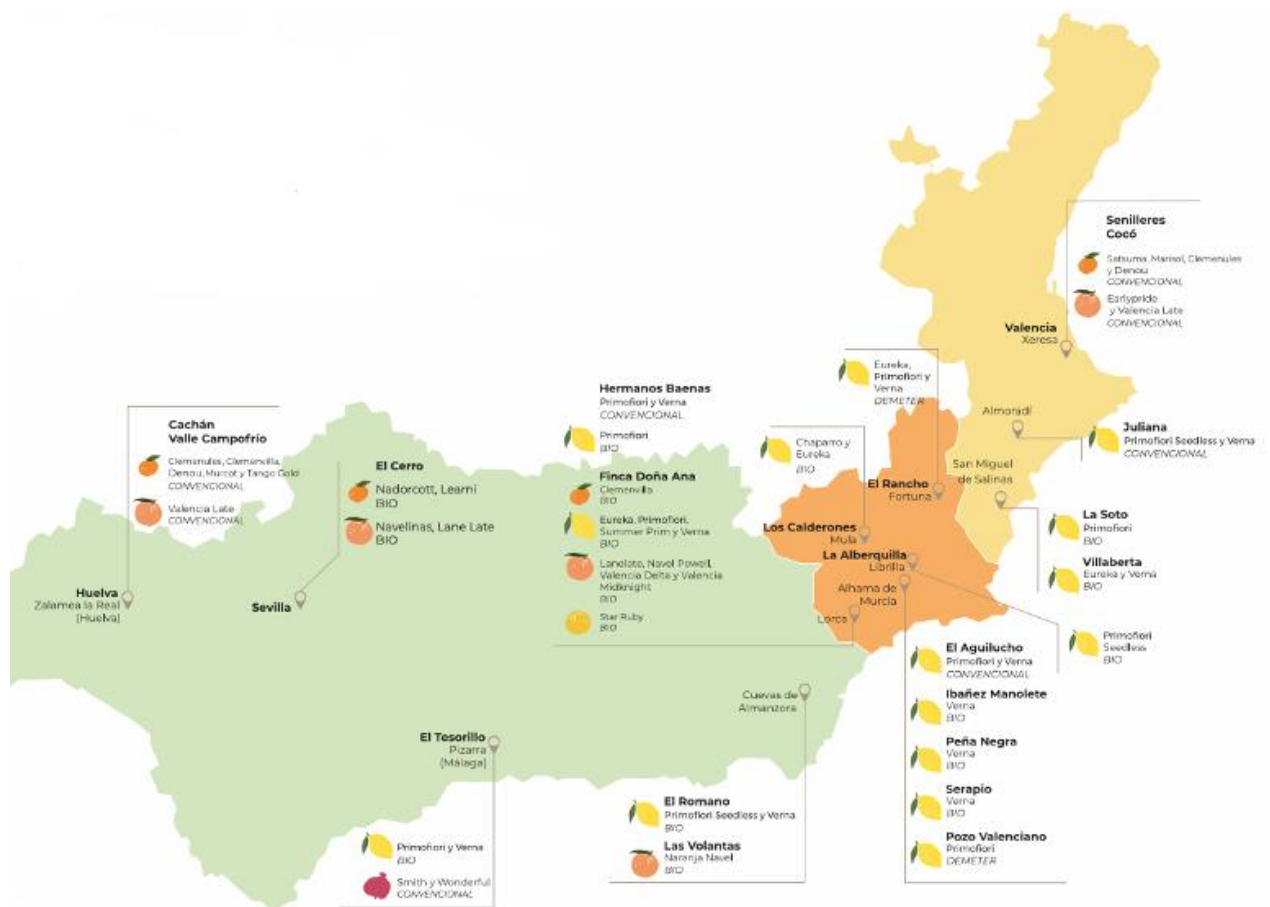 Senilleres
Cocó
Satsuma, Marisol, Clemenules
y Denou
CONVENCIONAL
Earlypride
y Valencia Late
CONVENCIONAL
Valencia
Xeresa
Eureka,
Primofiori y
Verna
DEMETER
Hermanos Baenas
Primofiori y Verna
CONVENCIONAL
Primofiori
BIO
Finca Doña Ana
Clemenvilla
BIO
Eureka, Primofiori,
Summer Prim y Verna
BIO
Lanelate, Navel Powell,
Valencia Delta y Valencia
Midknight
BIO
Star Ruby
BIO
Cachán
Valle Campofrío
Clemenules, Clemenvilla,
Denou, Murcot y Tango Gold
CONVENCIONAL
Valencia Late
CONVENCIONAL
El Cerro
Nadorcott, Learni
BIO
Navelinas, Lane Late
BIO
Chaparro y
Eureka
BIO
Almoradí
Juliana
Primofiori Seedless y Verna
CONVENCIONAL
San Miguel
de Salinas
El Rancho
Fortuna
La Soto
Primofiori
BIO
Villaberta
Eureka y Verna
BIO
Los Calderones
Mula
La Alberquilla
Librilla
Alhama de
Murcia
Lorca
Huelva
Zalamea la Real
(Huelva)
Sevilla
Primofiori
Seedless
BIO
El Aguilucho
Primofiori y Verna
CONVENCIONAL
Ibañez Manolete
Verna
BIO
Peña Negra
Verna
BIO
Serapio
Verna
BIO
Pozo Valenciano
Primofiori
DEMETER
Cuevas de
Almanzora
El Tesorillo
Pizarra
(Málaga)
El Romano
Primofiori Seedless y Verna
BIO
Las Volantas
Naranja Navel
BIO
Primofiori y Verna
BIO
Smith y Wonderful
CONVENCIONAL